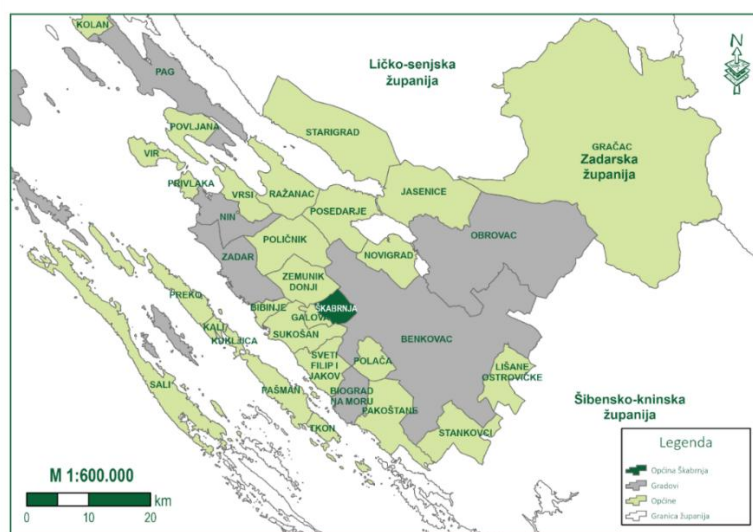 KOLAN
N
PAG
Ličko-senjska
županija
POVLJANA
STARIGRAD
GRAČAC
Zadarska
županija
VIR
PRIVLAKA
VRSI
RAŽANAC
JASENICE
NIN
POSEDARJE
OBROVAC
POLIČNIK
ZADAR
NOVIGRAD
ZEMUNIK
DONJI
PREKO
BIBINJE
ŠKABRNJA
GALOVAC
KALI
KUKLJICA
SUKOŠAN
BENKOVAC
SVETI
FILIP I
JAKOV
POLAČA
LIŠANE
OSTROVIČKE
SALI
PAŠMAN
BIOGRAD
NA MORU
PAKOŠTANE
Šibensko-kninska
županija
TKON
STANKOVCI
Legenda
Općina Škabrnja
Gradovi
Općine
Granica županija
M 1:600.000
km
0 10 20